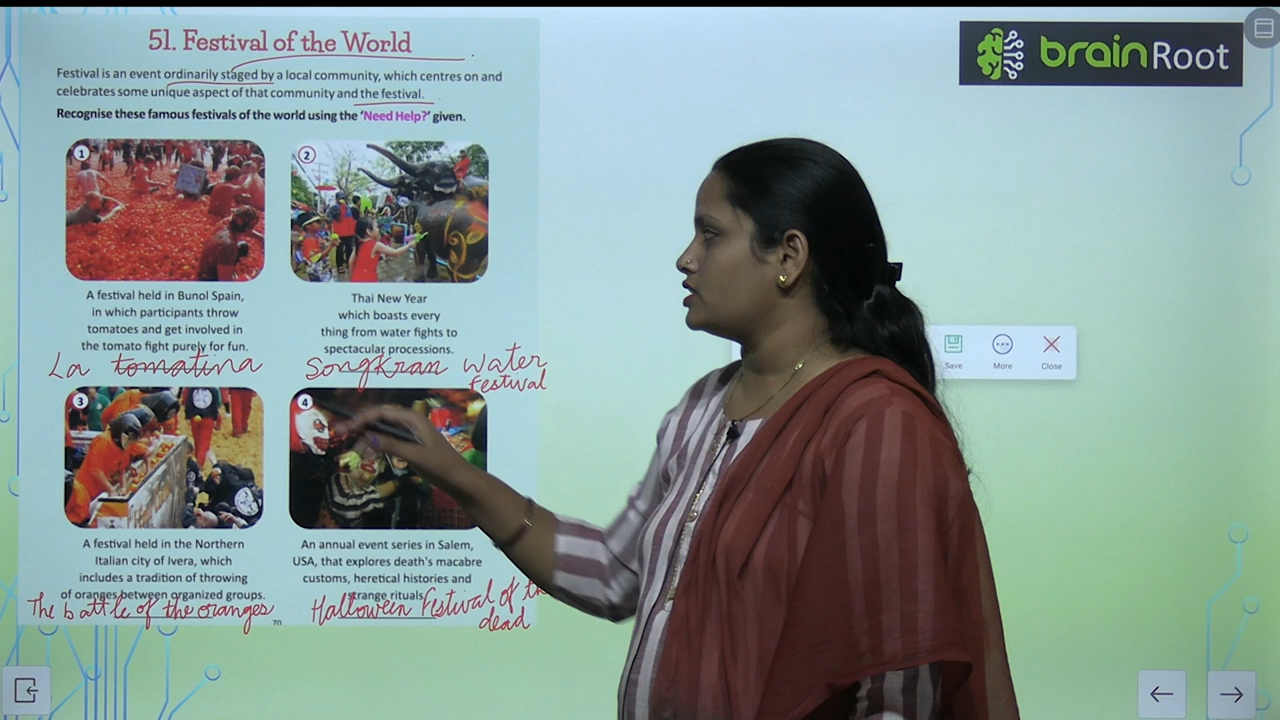 51. Festival of the World
Festival is an event ordinarily staged by a local community, which centres on and
celebrates some unique aspect of that community and the festival.
Recognise these famous festivals of the world using the 'Need Help?' given.
1
2
A festival held in Bunol Spain,
in which participants throw
tomatoes and get involved in
the tomato fight purely for fun.
La tomatina
Thai New Year
which boasts every
thing from water fights to
spectacular processions.
Songkran water
festival
3
4
A festival held in the Northern
Italian city of Ivera, which
includes a tradition of throwing
of oranges between organized groups.
The battle of the oranges
An annual event series in Salem,
USA, that explores death's macabre
customs, heretical histories and
trange rituals
Halloween Festival of th
dead
70
brainRoot
Save
More
Close